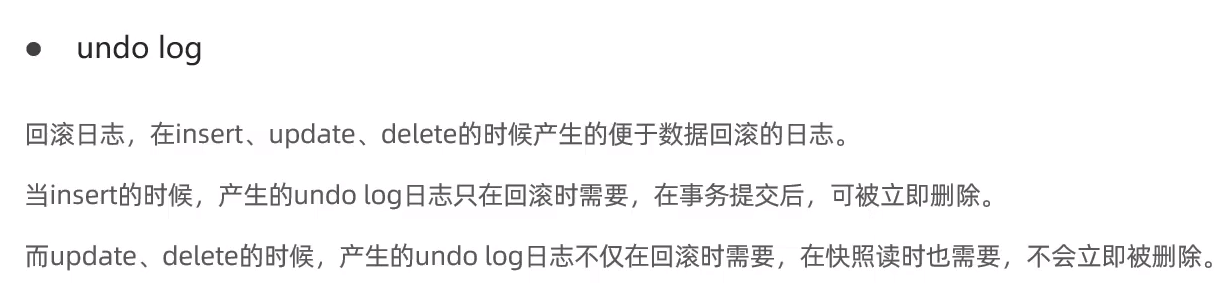 ● undo log
回滚日志，在insert、update、delete的时候产生的便于数据回滚的日志。
当insert的时候，产生的undo log日志只在回滚时需要，在事务提交后，可被立即删除。
而update、delete的时候，产生的undo log日志不仅在回滚时需要，在快照读时也需要，不会立即被删除。